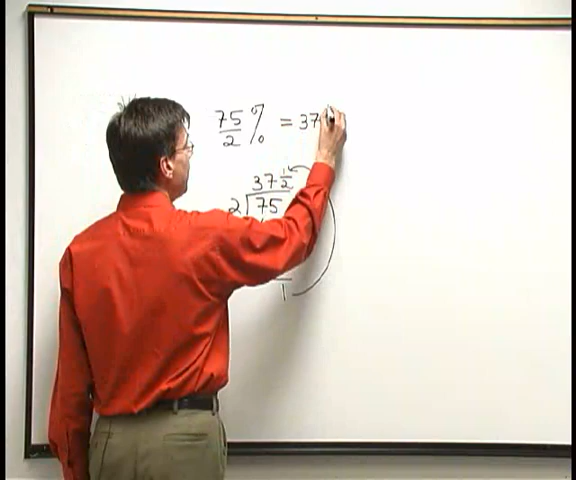 75/2 % = 37
37 1/2
2 ) 75
1